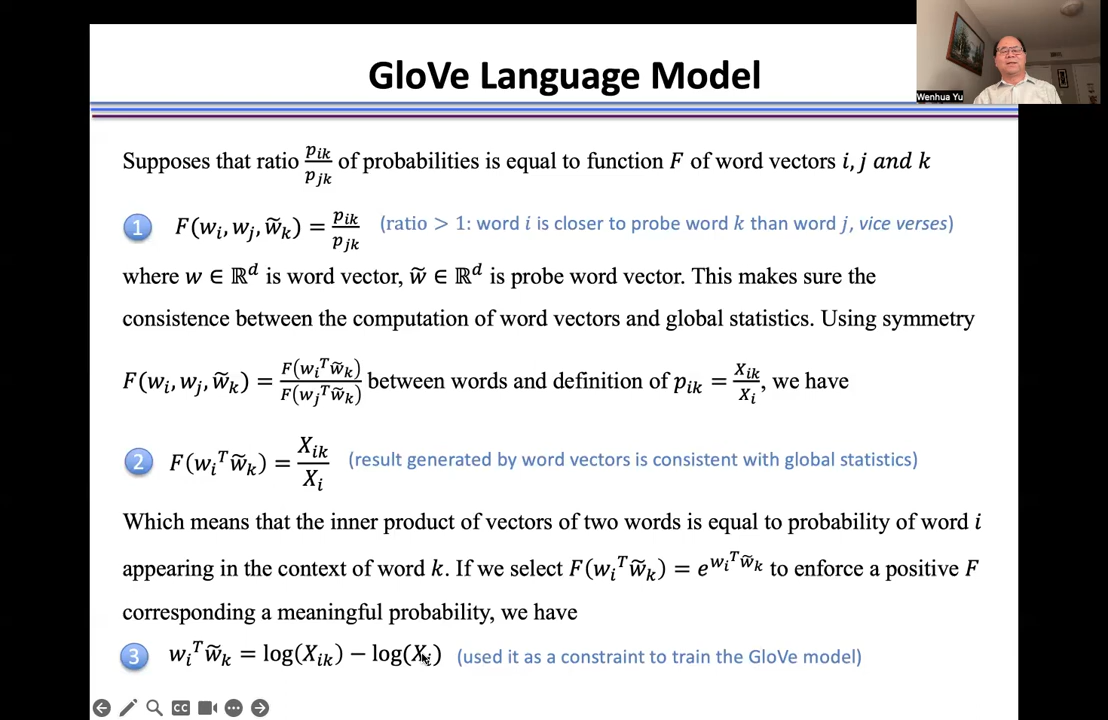 GloVe Language Model
Wenhua Yu
Supposes that ratio p_ik/p_jk of probabilities is equal to function F of word vectors i, j and k
1 F(w_i, w_j, w̃_k) = p_ik/p_jk (ratio > 1: word i is closer to probe word k than word j, vice verses)
where w ∈ ℝ^d is word vector, w̃ ∈ ℝ^d is probe word vector. This makes sure the
consistence between the computation of word vectors and global statistics. Using symmetry
F(w_i, w_j, w̃_k) = F(w_i^T w̃_k)/F(w_j^T w̃_k) between words and definition of p_ik = X_ik/X_i, we have
2 F(w_i^T w̃_k) = X_ik/X_i (result generated by word vectors is consistent with global statistics)
Which means that the inner product of vectors of two words is equal to probability of word i
appearing in the context of word k. If we select F(w_i^T w̃_k) = e^(w_i^T w̃_k) to enforce a positive F
corresponding a meaningful probability, we have
3 w_i^T w̃_k = log(X_ik) − log(X_i) (used it as a constraint to train the GloVe model)
CC